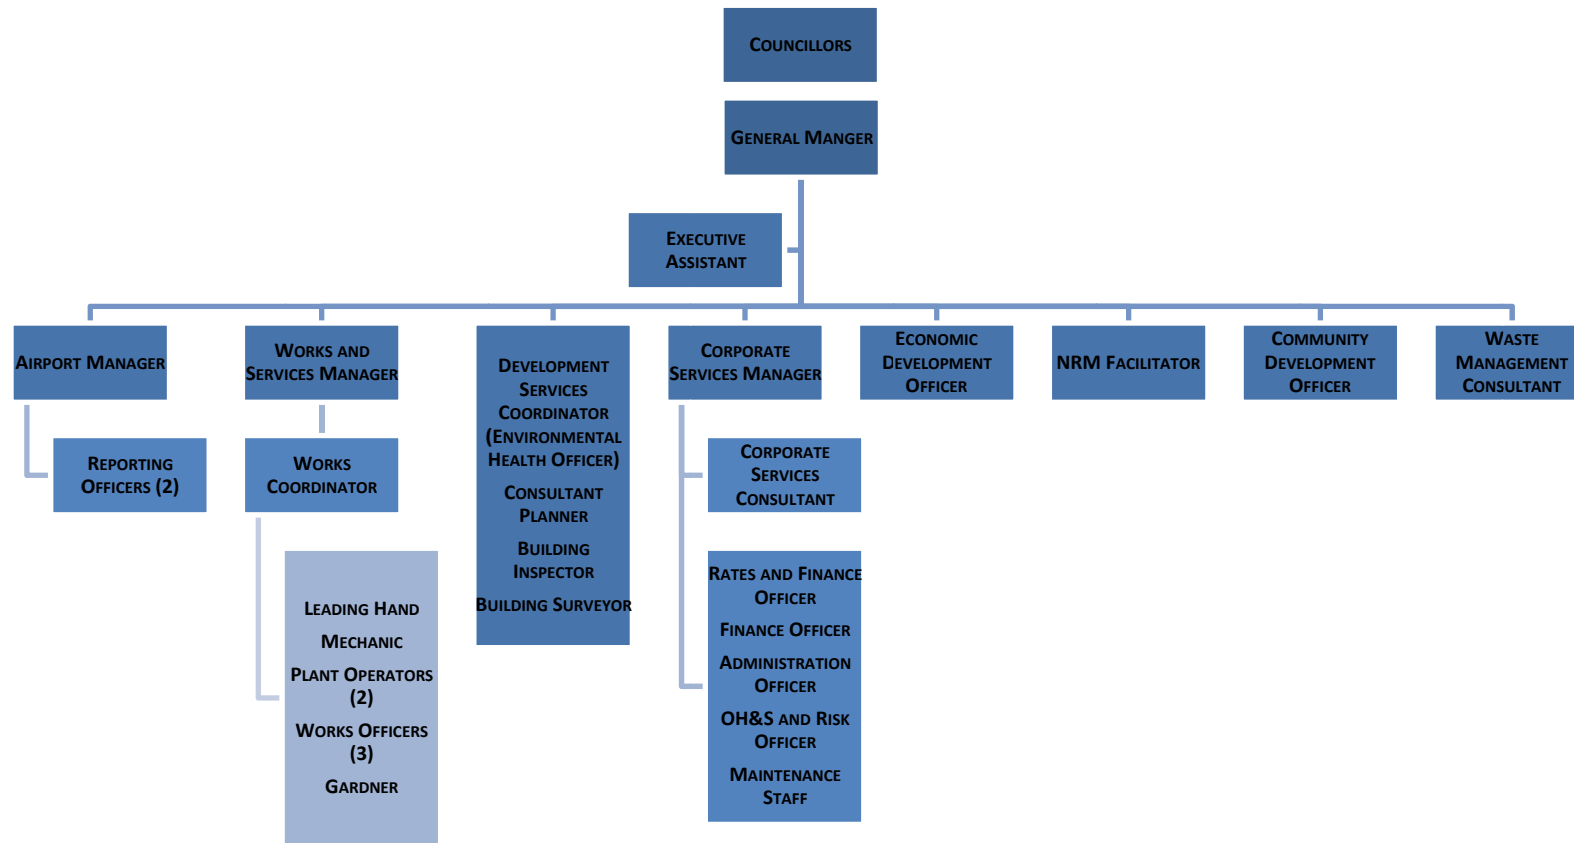 COUNCILLORS
GENERAL MANGER
EXECUTIVE
ASSISTANT
AIRPORT MANAGER
WORKS AND
SERVICES MANAGER
DEVELOPMENT
SERVICES
COORDINATOR
(ENVIRONMENTAL
HEALTH OFFICER)
CONSULTANT
PLANNER
BUILDING
INSPECTOR
BUILDING SURVEYOR
CORPORATE
SERVICES MANAGER
ECONOMIC
DEVELOPMENT
OFFICER
NRM FACILITATOR
COMMUNITY
DEVELOPMENT
OFFICER
WASTE
MANAGEMENT
CONSULTANT
REPORTING
OFFICERS (2)
WORKS
COORDINATOR
CORPORATE
SERVICES
CONSULTANT
LEADING HAND
MECHANIC
PLANT OPERATORS
(2)
WORKS OFFICERS
(3)
GARDNER
RATES AND FINANCE
OFFICER
FINANCE OFFICER
ADMINISTRATION
OFFICER
OH&S AND RISK
OFFICER
MAINTENANCE
STAFF